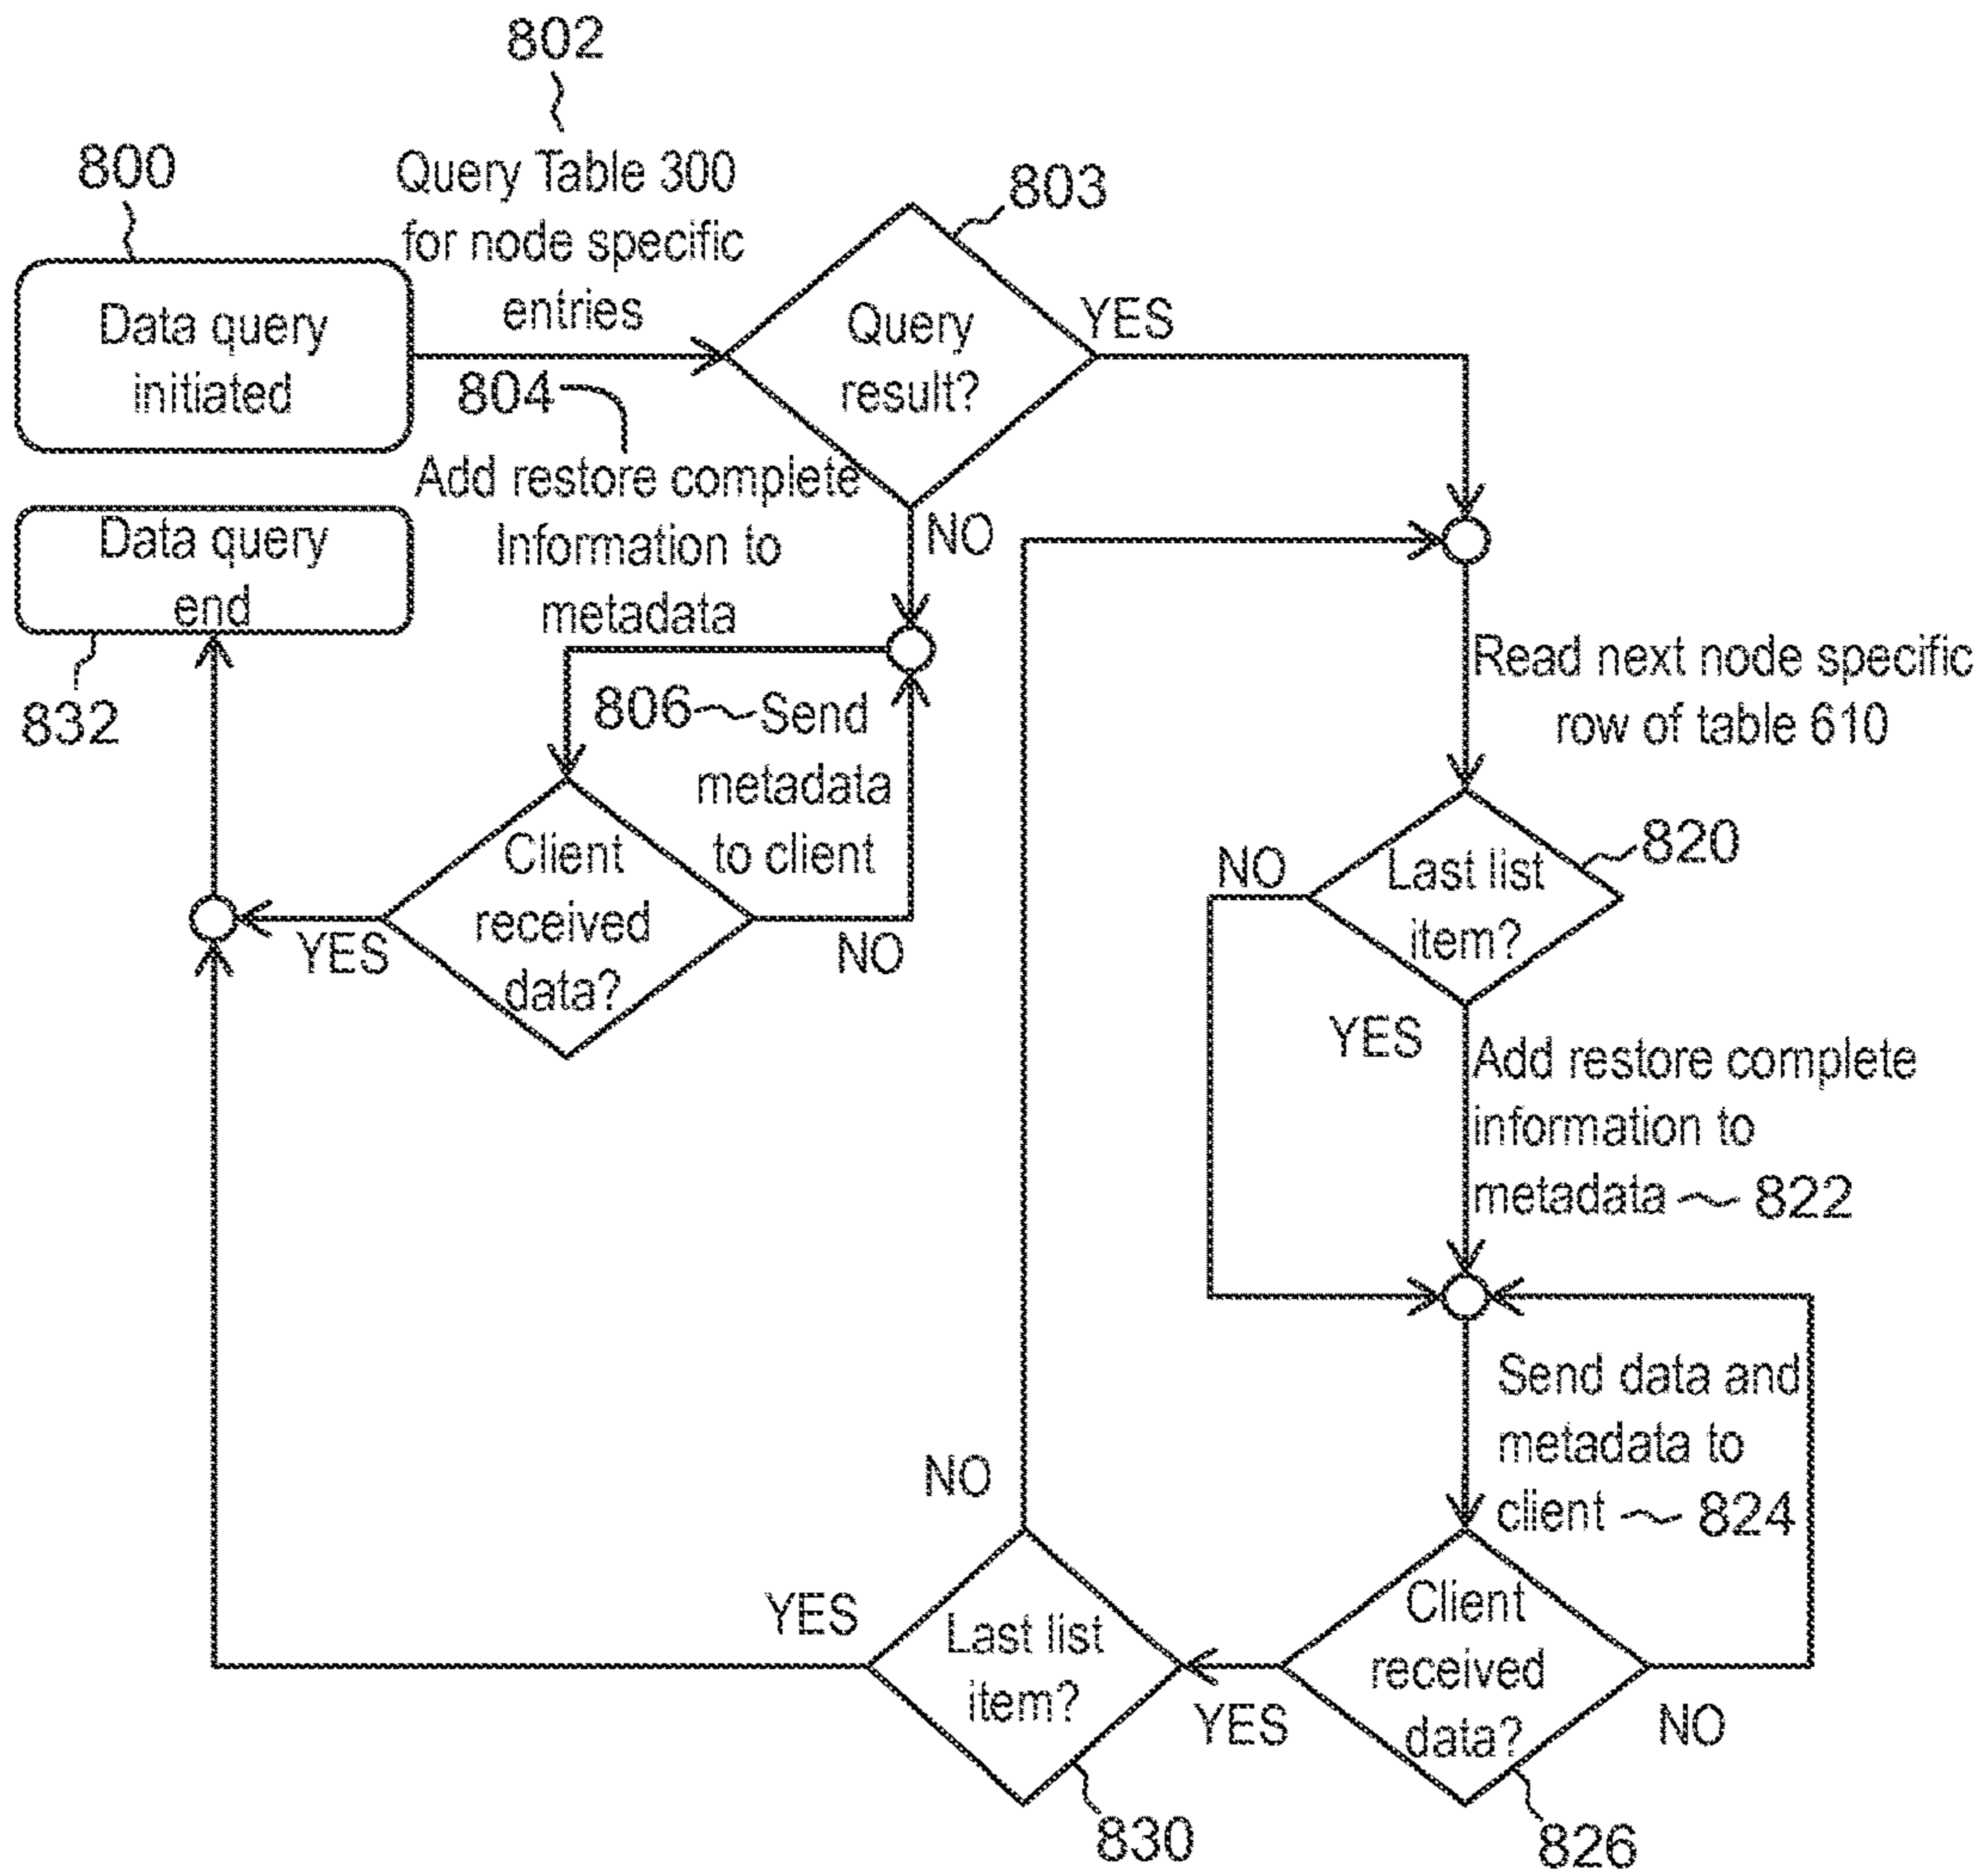 802
800
Query Table 300
for node specific
entries
803
Data query
initiated
Query
result?
YES
804
Add restore complete
Information to
metadata
NO
Data query
end
832
806
Send
metadata
to client
Client
received
data?
YES
NO
Read next node specific
row of table 610
820
NO
Last list
item?
YES
Add restore complete
information to
metadata
822
Send data and
metadata to
client
824
NO
YES
Last list
item?
830
Client
received
data?
YES
NO
826